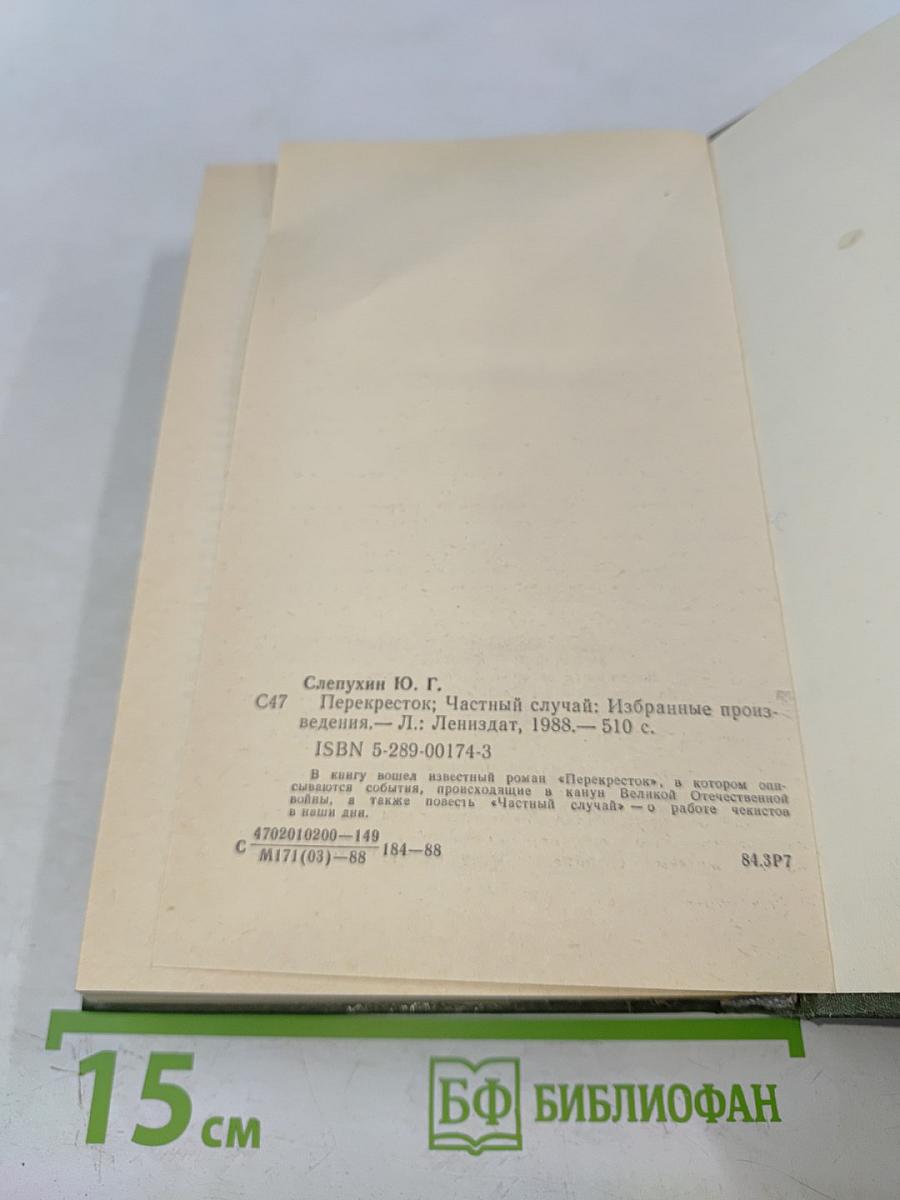 Слепухин Ю. Г.
С47 Перекресток; Частный случай: Избранные произ-
ведения.— Л.: Лениздат, 1988.— 510 с.
ISBN 5-289-00174-3
В книгу вошел известный роман «Перекресток», в котором опи-
сываются события, происходящие в канун Великой Отечественной
войны, а также повесть «Частный случай» — о работе чекистов
в наши дни.
4702010200—149
С 184—88
М171(03)—88
84.3Р7
15 см
БФ БИБЛИОФАН